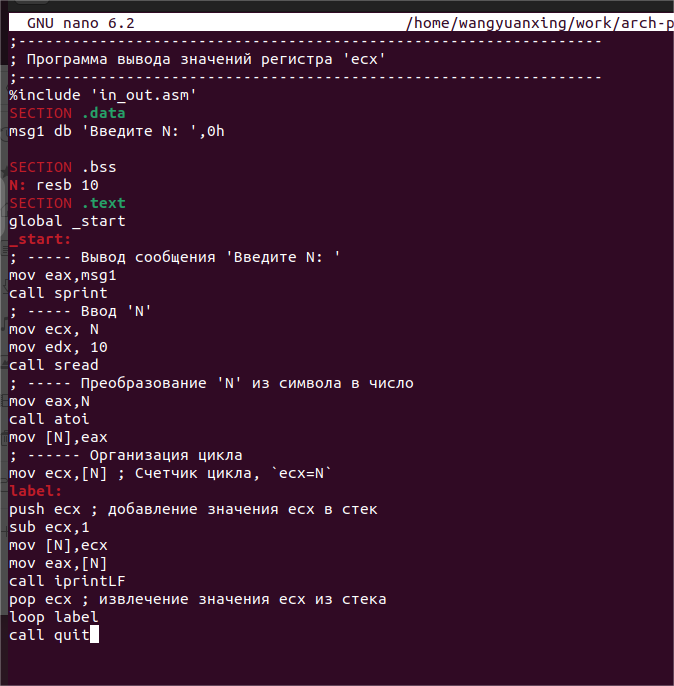 GNU nano 6.2 /home/wangyuanxing/work/arch-p
;-----------------------------------------------------------------
; Программа вывода значений регистра 'ecx'
;-----------------------------------------------------------------
%include 'in_out.asm'
SECTION .data
msg1 db 'Введите N: ',0h
SECTION .bss
N: resb 10
SECTION .text
global _start
_start:
; ----- Вывод сообщения 'Введите N: '
mov eax,msg1
call sprint
; ----- Ввод 'N'
mov ecx, N
mov edx, 10
call sread
; ----- Преобразование 'N' из символа в число
mov eax,N
call atoi
mov [N],eax
; ------ Организация цикла
mov ecx,[N] ; Счетчик цикла, `ecx=N`
label:
push ecx ; добавление значения ecx в стек
sub ecx,1
mov [N],ecx
mov eax,[N]
call iprintLF
pop ecx ; извлечение значения ecx из стека
loop label
call quit